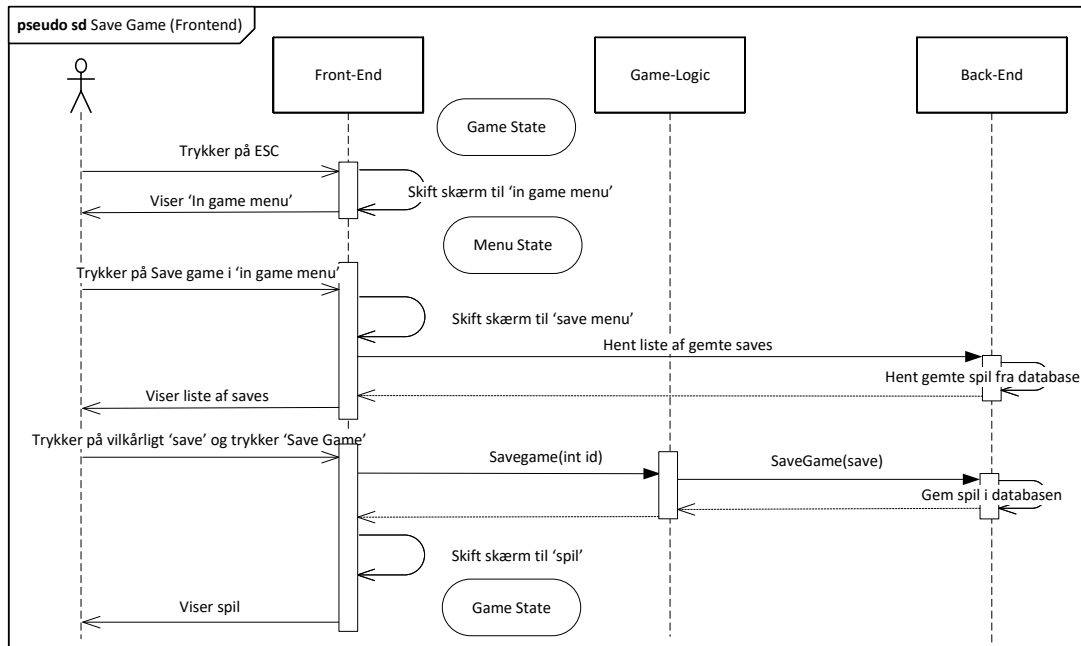 pseudo sd Save Game (Frontend)
Front-End
Game-Logic
Back-End
Game State
Trykker på ESC
Skift skærm til ‘in game menu’
Viser ‘In game menu’
Menu State
Trykker på Save game i ‘in game menu’
Skift skærm til ‘save menu’
Hent liste af gemte saves
Hent gemte spil fra database
Viser liste af saves
Trykker på vilkårligt ‘save’ og trykker ‘Save Game’
Savegame(int id)
SaveGame(save)
Gem spil i databasen
Skift skærm til ‘spil’
Game State
Viser spil